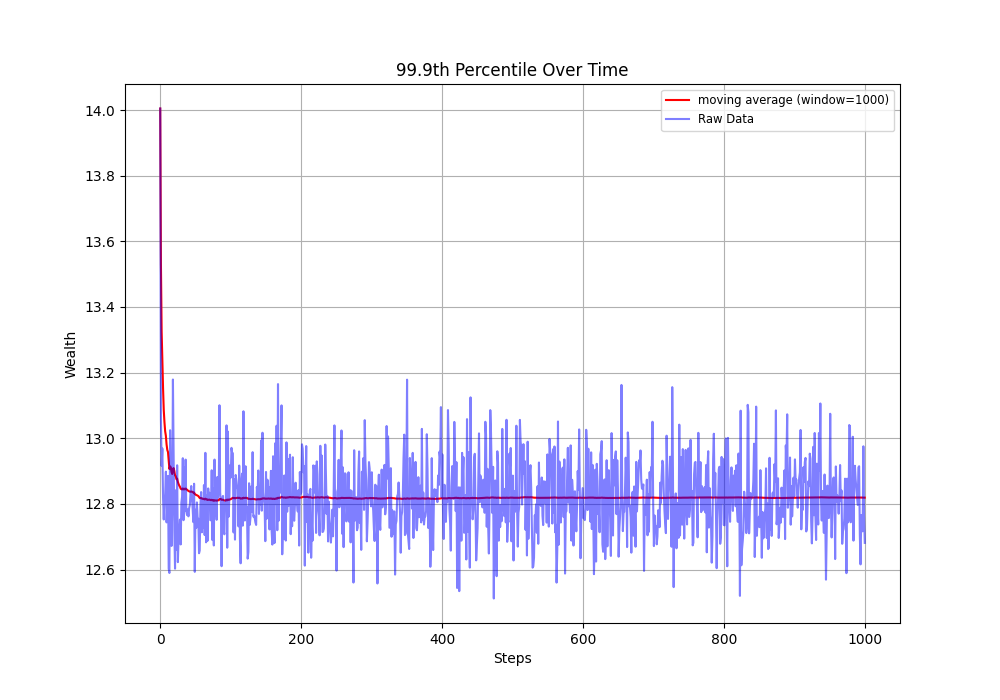 99.9th Percentile Over Time
moving average (window=1000)
Raw Data
14.0
13.8
13.6
13.4
13.2
13.0
12.8
12.6
Wealth
0
200
400
600
800
1000
Steps